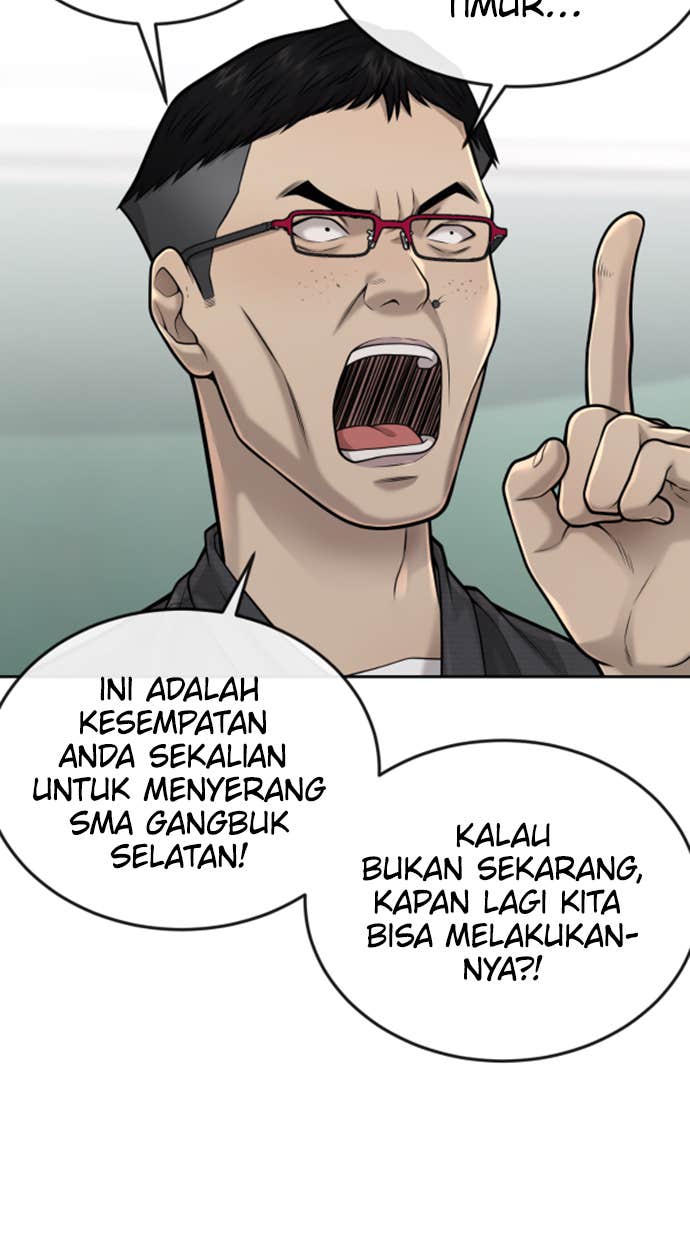 TIMUR...
INI ADALAH
KESEMPATAN
ANDA SEKALIAN
UNTUK MENYERANG
SMA GANGBUK
SELATAN!
KALAU
BUKAN SEKARANG,
KAPAN LAGI KITA
BISA MELAKUKAN-
NYA?!